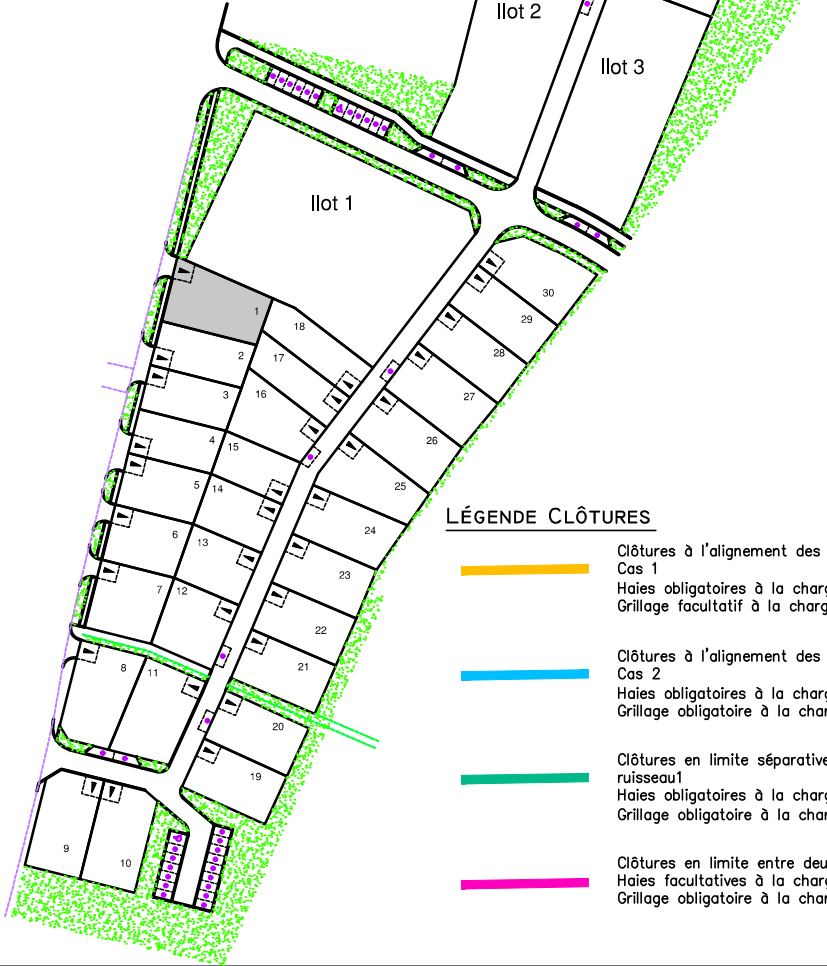 Ilot 2
Ilot 3
Ilot 1
30
1
29
18
28
2
17
27
3
16
26
4
15
25
5
14
24
6
13
23
7
12
22
8
11
21
20
19
9
10
LÉGENDE CLÔTURES
Clôtures à l'alignement des
Cas 1
Haies obligatoires à la charg
Grillage facultatif à la charg
Clôtures à l'alignement des
Cas 2
Haies obligatoires à la charg
Grillage obligatoire à la char
Clôtures en limite séparative
ruisseau1
Haies obligatoires à la charg
Grillage obligatoire à la char
Clôtures en limite entre deu
Haies facultatives à la charg
Grillage obligatoire à la char